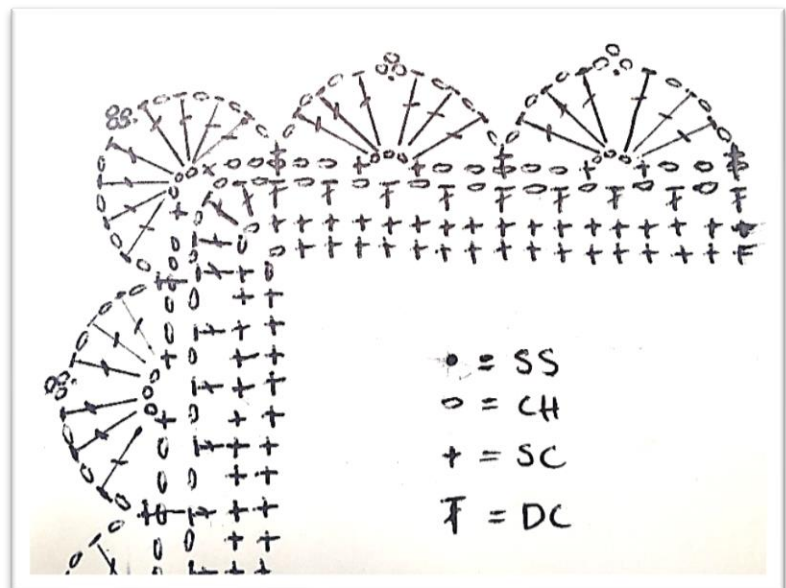 • = SS
o = CH
+ = SC
Ŧ = DC